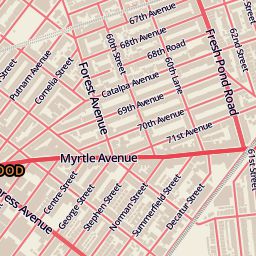 67th Avenue
68th Avenue
68th Road
60th Street
60th Lane
62nd Street
Fresh Pond Road
Putnam Avenue
Cornelia Street
Forest Avenue
Catalpa Avenue
69th Avenue
70th Avenue
71st Avenue
Street
Myrtle Avenue
61st Street
OOD
Centre Street
George Street
Stephen Street
Norman Street
Summerfield Street
Decatur Street
press Avenue